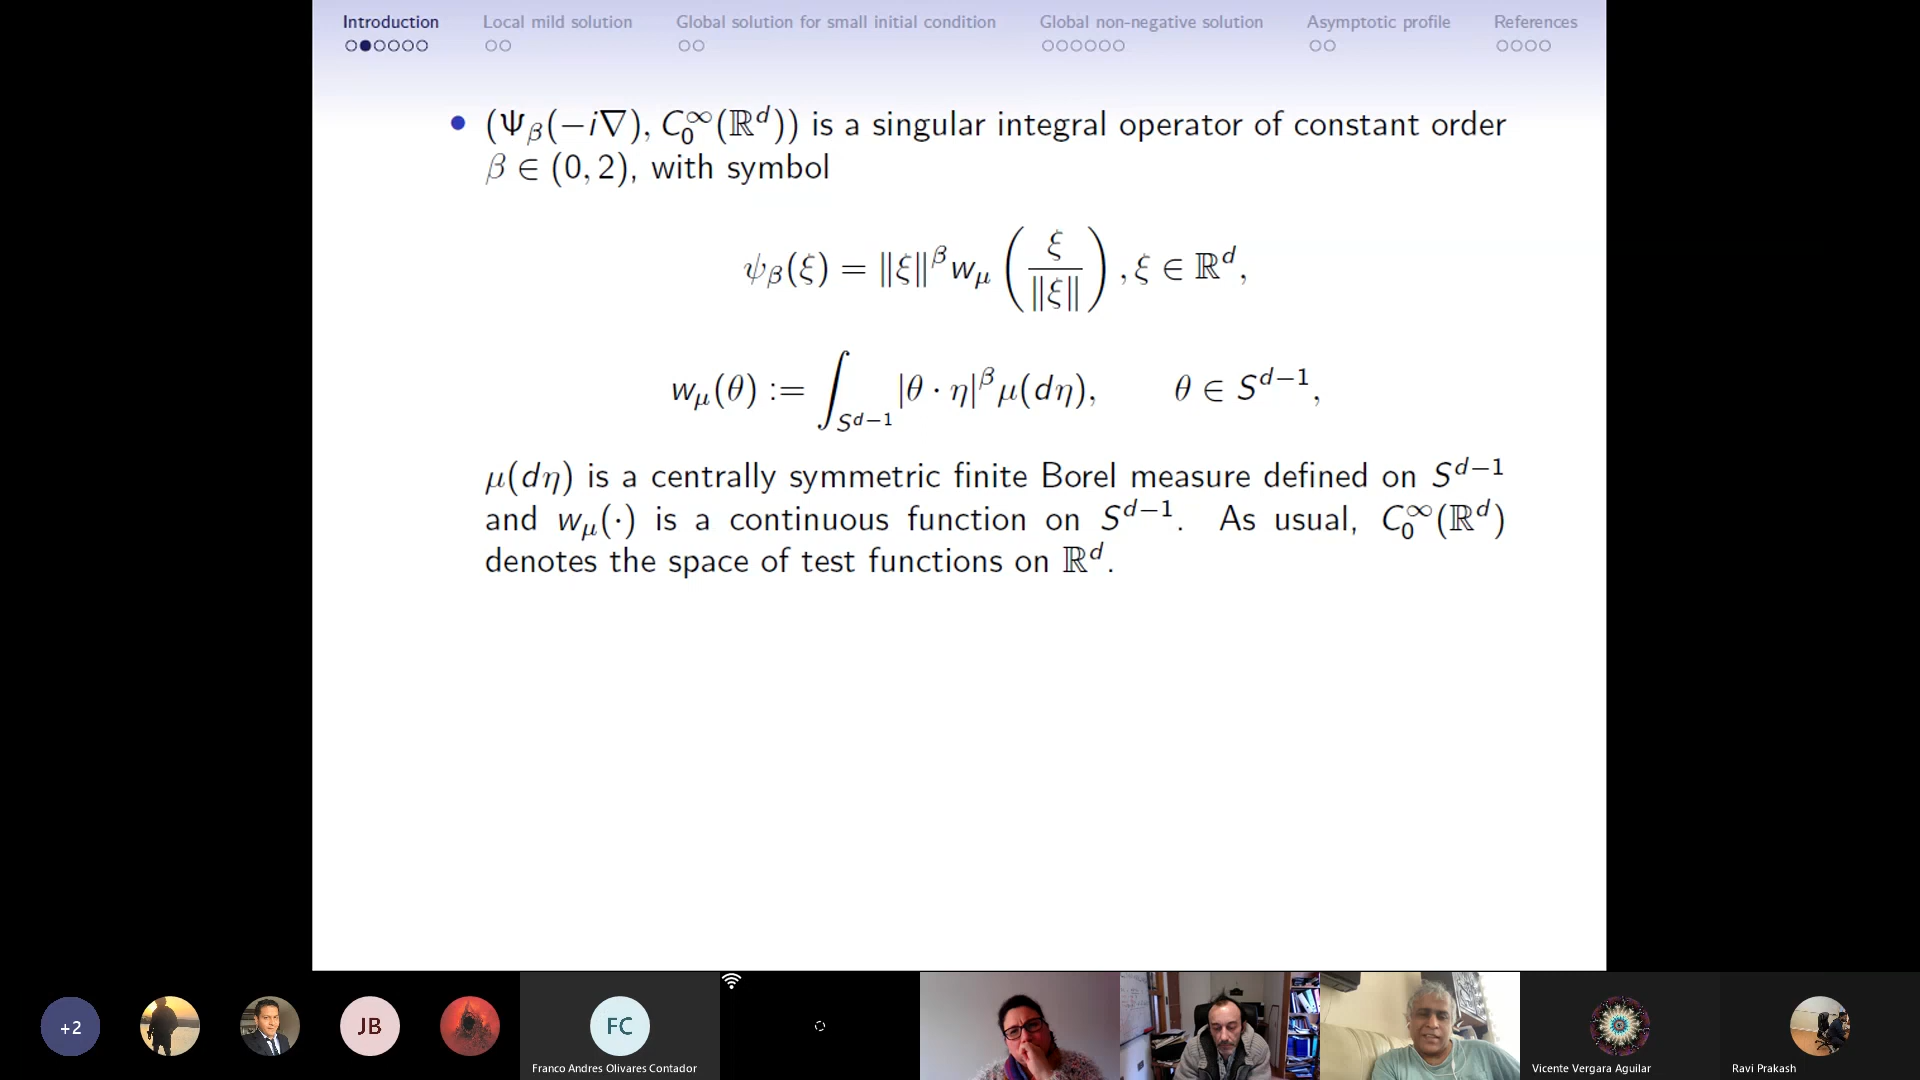 Introduction Local mild solution Global solution for small initial condition Global non-negative solution Asymptotic profile References
• (Ψ_β(−i∇), C_0^∞(ℝ^d)) is a singular integral operator of constant order
β ∈ (0, 2), with symbol
ψ_β(ξ) = ‖ξ‖^β w_μ (ξ/‖ξ‖), ξ ∈ ℝ^d,
w_μ(θ) := ∫_{S^{d−1}} |θ · η|^β μ(dη), θ ∈ S^{d−1},
μ(dη) is a centrally symmetric finite Borel measure defined on S^{d−1}
and w_μ(·) is a continuous function on S^{d−1}. As usual, C_0^∞(ℝ^d)
denotes the space of test functions on ℝ^d.
+2 JB FC
Franco Andres Olivares Contador Vicente Vergara Aguilar Ravi Prakash